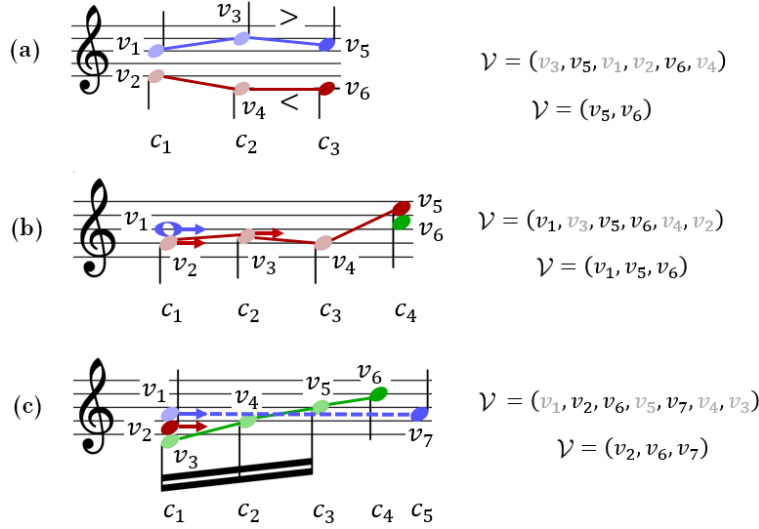 v₃ >
(a) v₁ v₅ 𝒱 = (v₃, v₅, v₁, v₂, v₆, v₄)
v₂ v₆
v₄ < 𝒱 = (v₅, v₆)
c₁ c₂ c₃
v₅
(b) v₁ v₆ 𝒱 = (v₁, v₃, v₅, v₆, v₄, v₂)
v₂ v₃ v₄ 𝒱 = (v₁, v₅, v₆)
c₁ c₂ c₃ c₄
v₁ v₄ v₅ v₆
(c) v₂ v₇ 𝒱 = (v₁, v₂, v₆, v₅, v₇, v₄, v₃)
v₃ 𝒱 = (v₂, v₆, v₇)
c₁ c₂ c₃ c₄ c₅